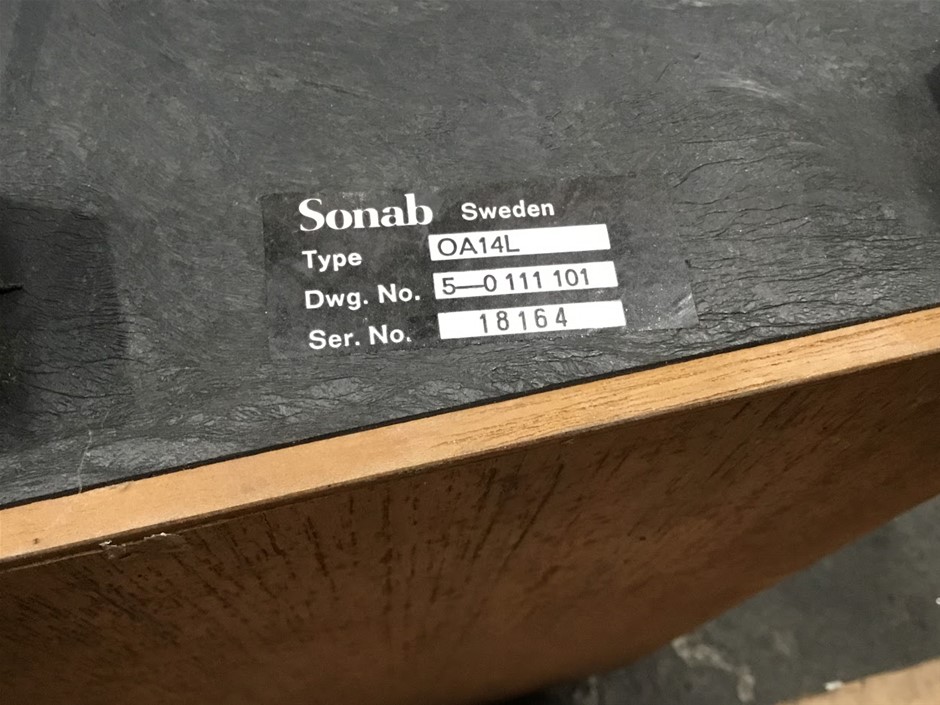 Sonab Sweden
Type OA14L
Dwg. No. 5—0 111 101
Ser. No. 18164